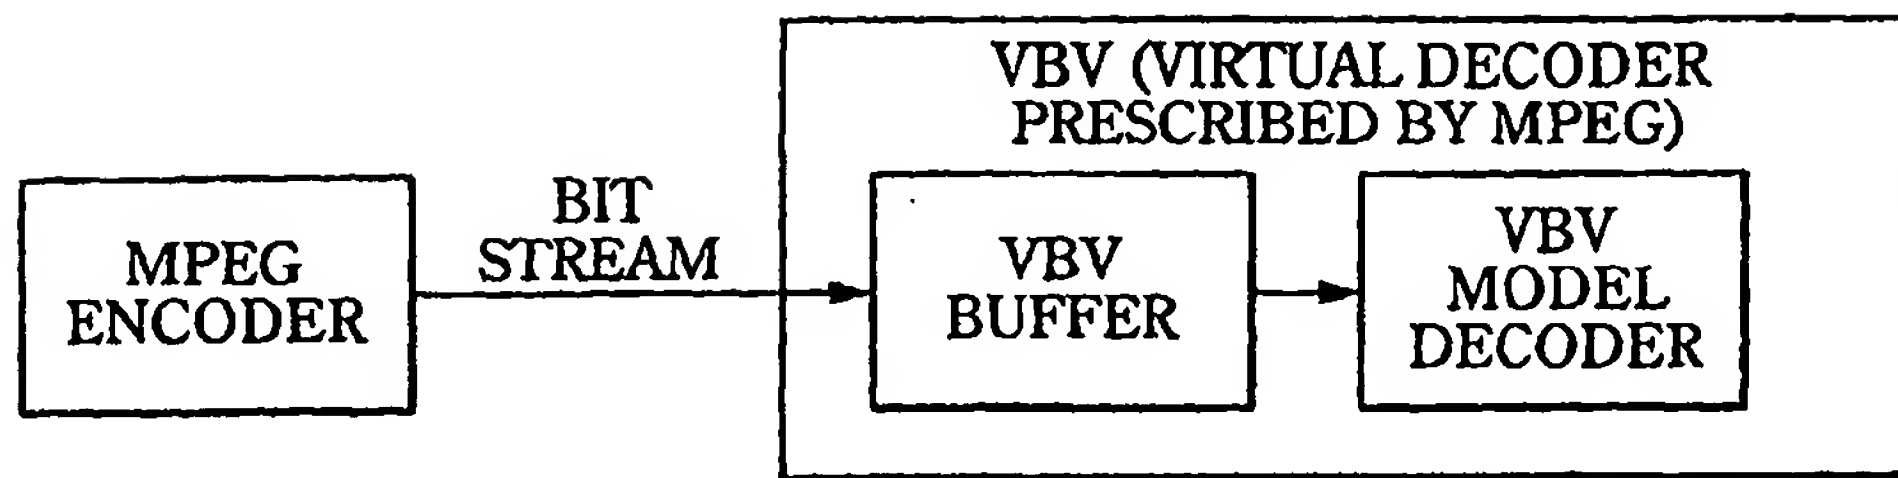 VBV (VIRTUAL DECODER
PRESCRIBED BY MPEG)
MPEG
ENCODER
BIT
STREAM
VBV
BUFFER
VBV
MODEL
DECODER